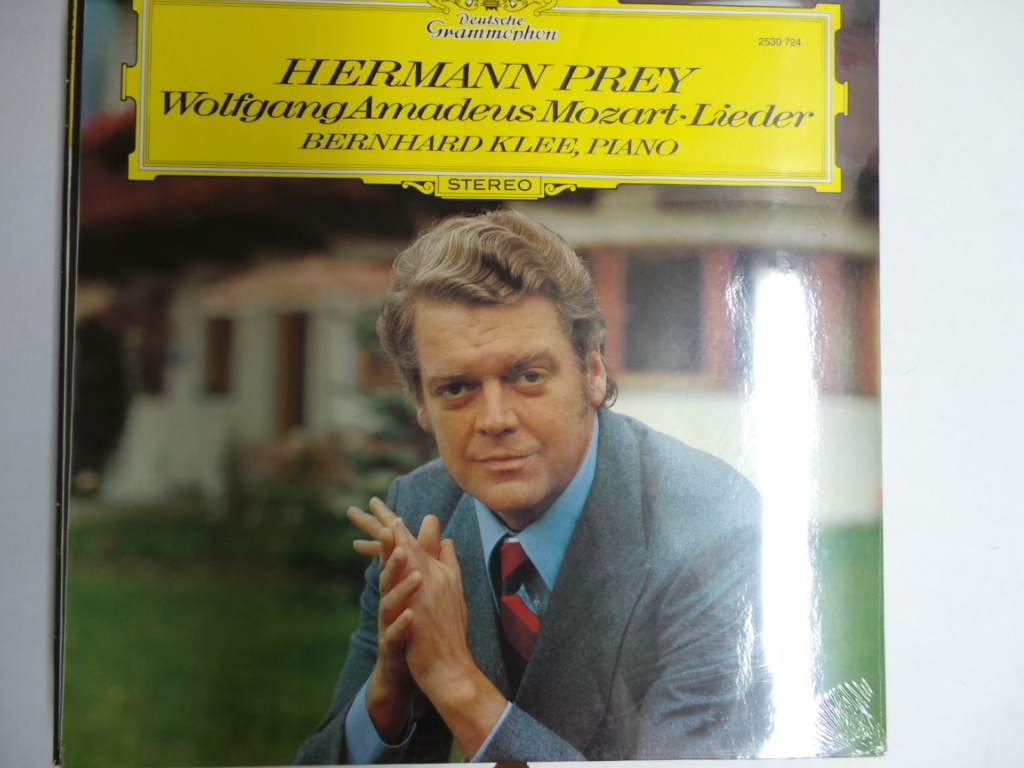 Deutsche
Grammophon
2530 724
HERMANN PREY
Wolfgang Amadeus Mozart·Lieder
BERNHARD KLEE, PIANO
STEREO